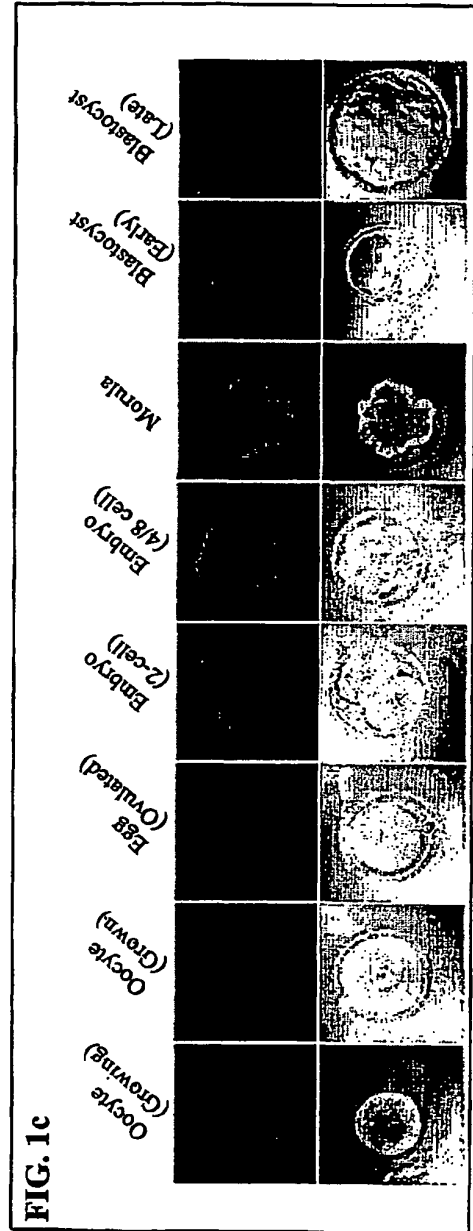 FIG. 1c
Oocyte
(Growing)
Oocyte
(Grown)
Egg
(Ovulated)
Embryo
(2-cell)
Embryo
(4/8 cell)
Morula
Blastocyst
(Early)
Blastocyst
(Late)